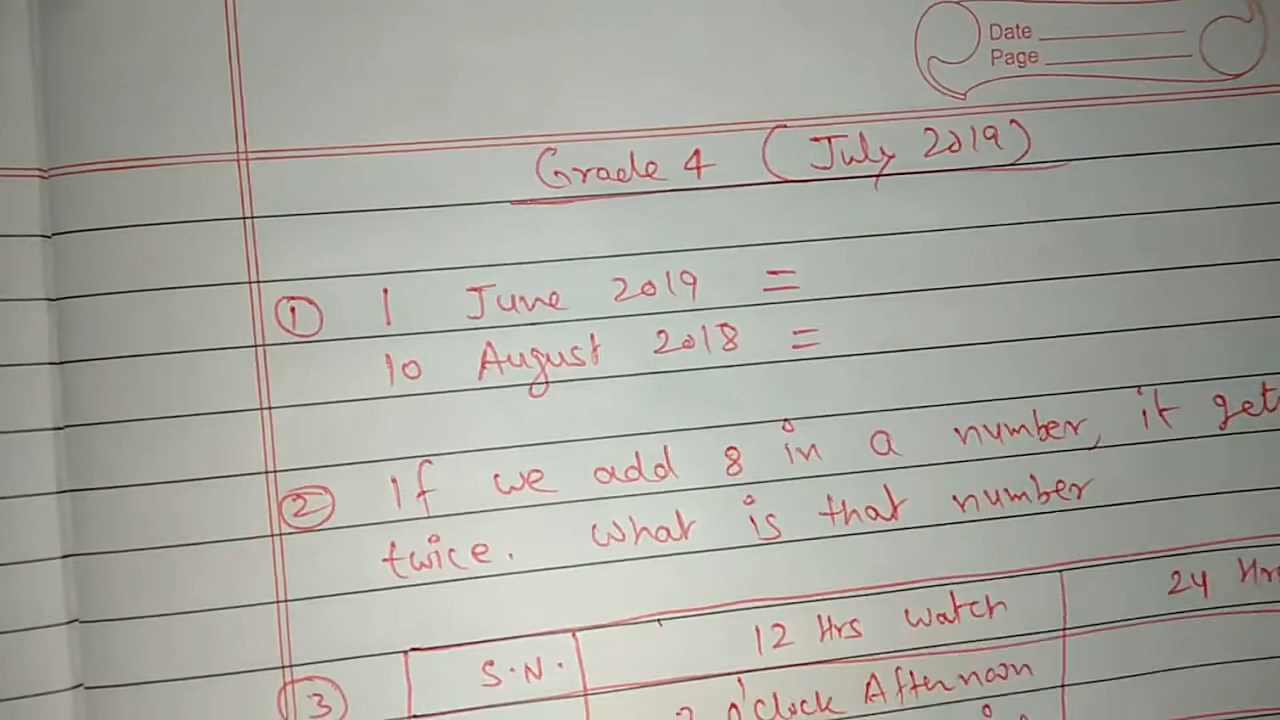 Date
Page
Grade 4 (July 2019)
① 1 June 2019 =
10 August 2018 =
② If we add 8 in a number, it get
twice. What is that number
S.N. 12 Hrs Watch 24 Hrs
③ o'clock Afternoon